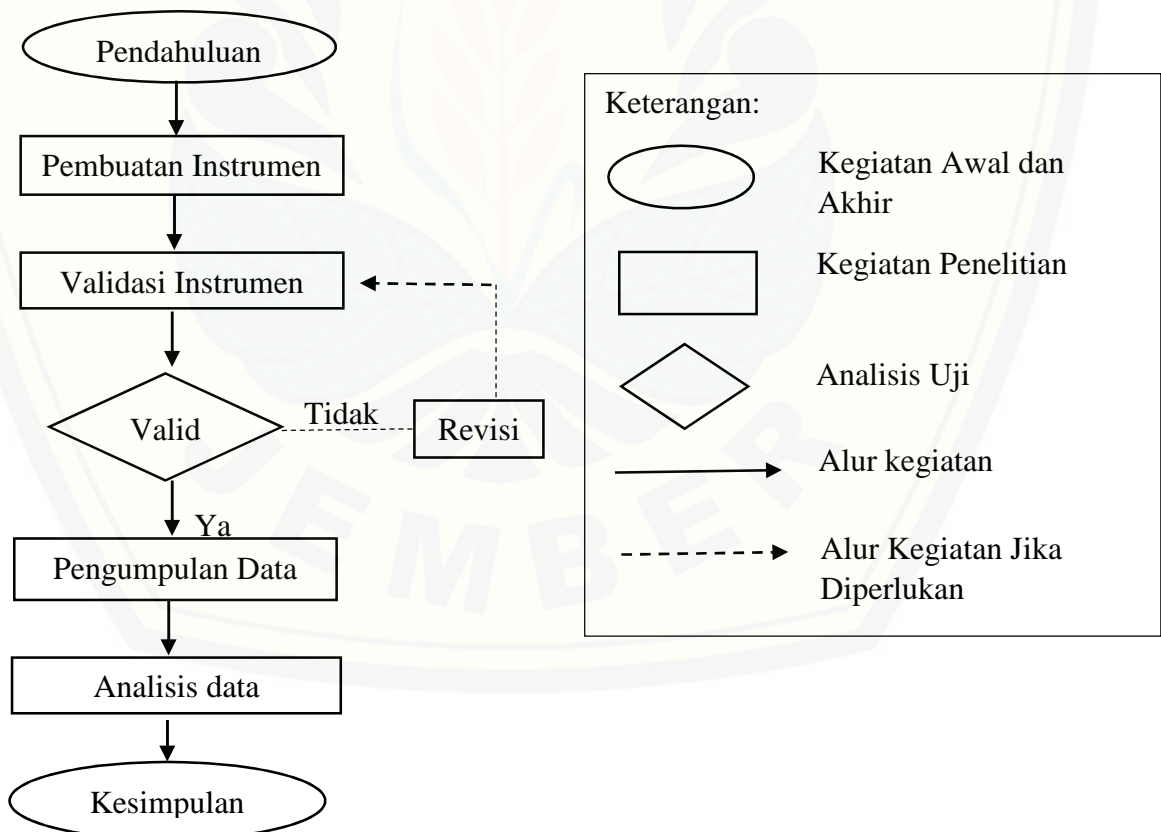 Pendahuluan
Pembuatan Instrumen
Validasi Instrumen
Valid
Tidak
Revisi
Ya
Pengumpulan Data
Analisis data
Kesimpulan
Keterangan:
Kegiatan Awal dan
Akhir
Kegiatan Penelitian
Analisis Uji
Alur kegiatan
Alur Kegiatan Jika
Diperlukan
JEMBER